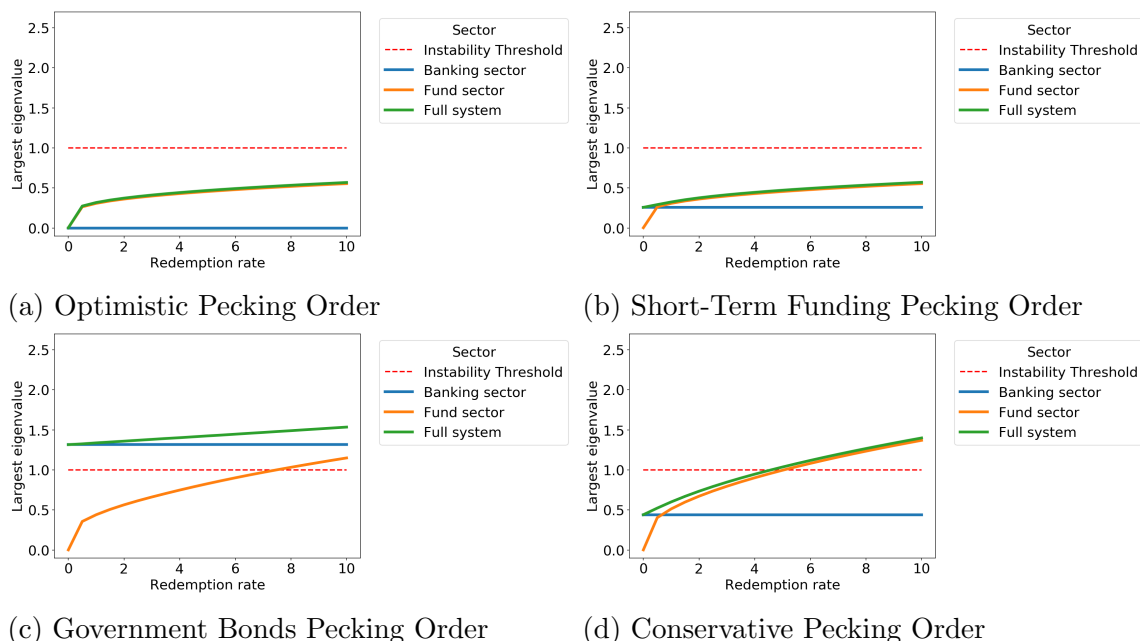 2.5
2.0
1.5
1.0
0.5
0.0
Largest eigenvalue
0 2 4 6 8 10
Redemption rate
Sector
Instability Threshold
Banking sector
Fund sector
Full system
(a) Optimistic Pecking Order
2.5
2.0
1.5
1.0
0.5
0.0
Largest eigenvalue
0 2 4 6 8 10
Redemption rate
Sector
Instability Threshold
Banking sector
Fund sector
Full system
(b) Short-Term Funding Pecking Order
2.5
2.0
1.5
1.0
0.5
0.0
Largest eigenvalue
0 2 4 6 8 10
Redemption rate
Sector
Instability Threshold
Banking sector
Fund sector
Full system
(c) Government Bonds Pecking Order
2.5
2.0
1.5
1.0
0.5
0.0
Largest eigenvalue
0 2 4 6 8 10
Redemption rate
Sector
Instability Threshold
Banking sector
Fund sector
Full system
(d) Conservative Pecking Order